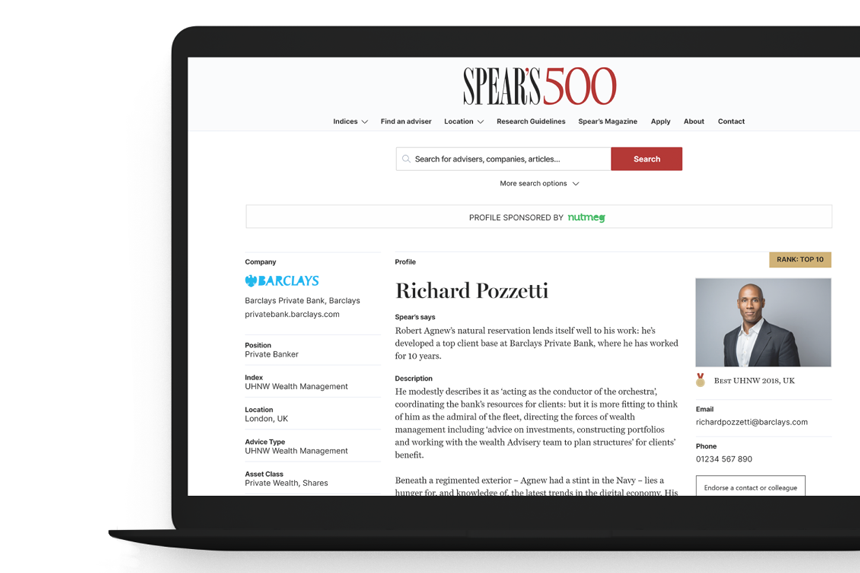 SPEAR'S 500
Indices Find an adviser Location Research Guidelines Spear's Magazine Apply About Contact
Search for advisers, companies, articles... Search
More search options
PROFILE SPONSORED BY nutmeg
Company
BARCLAYS
Barclays Private Bank, Barclays
privatebank.barclays.com
Position
Private Banker
Index
UHNW Wealth Management
Location
London, UK
Advice Type
UHNW Wealth Management
Asset Class
Private Wealth, Shares
Profile
Richard Pozzetti
Spear's says
Robert Agnew's natural reservation lends itself well to his work: he's
developed a top client base at Barclays Private Bank, where he has worked
for 10 years.
Description
He modestly describes it as 'acting as the conductor of the orchestra',
coordinating the bank's resources for clients: but it is more fitting to think
of him as the admiral of the fleet, directing the forces of wealth
management including 'advice on investments, constructing portfolios
and working with the wealth Advisery team to plan structures' for clients'
benefit.
Beneath a regimented exterior – Agnew had a stint in the Navy – lies a
hunger for, and knowledge of, the latest trends in the digital economy. His
RANK: TOP 10
BEST UHNW 2018, UK
Email
richardpozzetti@barclays.com
Phone
01234 567 890
Endorse a contact or colleague